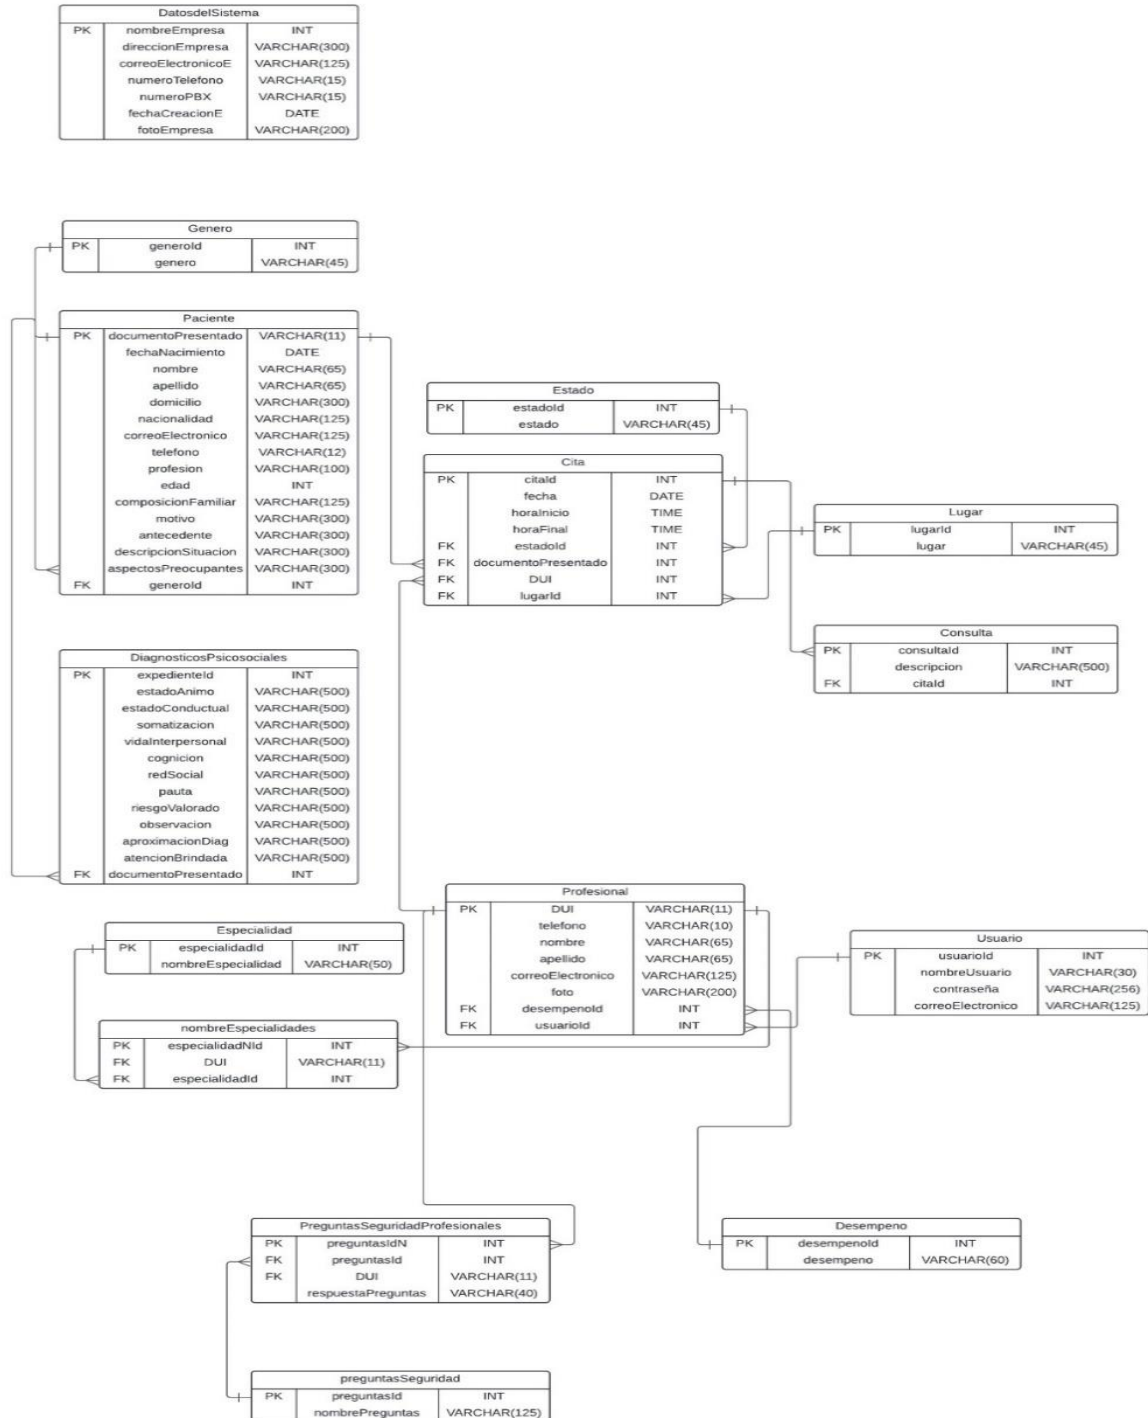 DatosdelSistema
PK nombreEmpresa INT
direccionEmpresa VARCHAR(300)
correoElectronicoE VARCHAR(125)
numeroTelefono VARCHAR(15)
numeroPBX VARCHAR(15)
fechaCreacionE DATE
fotoEmpresa VARCHAR(200)
Genero
PK generoId INT
genero VARCHAR(45)
Paciente
PK documentoPresentado VARCHAR(11)
fechaNacimiento DATE
nombre VARCHAR(65)
apellido VARCHAR(65)
domicilio VARCHAR(300)
nacionalidad VARCHAR(125)
correoElectronico VARCHAR(125)
telefono VARCHAR(12)
profesion VARCHAR(100)
edad INT
composicionFamiliar VARCHAR(125)
motivo VARCHAR(300)
antecedente VARCHAR(300)
descripcionSituacion VARCHAR(300)
aspectosPreocupantes VARCHAR(300)
FK generoId INT
Estado
PK estadoId INT
estado VARCHAR(45)
Cita
PK citaId INT
fecha DATE
horaInicio TIME
horaFinal TIME
FK estadoId INT
FK documentoPresentado INT
FK DUI INT
FK lugarId INT
Lugar
PK lugarId INT
lugar VARCHAR(45)
Consulta
PK consultaId INT
descripcion VARCHAR(500)
FK citaId INT
DiagnosticosPsicosociales
PK expedienteId INT
estadoAnimo VARCHAR(500)
estadoConductual VARCHAR(500)
somatizacion VARCHAR(500)
vidaInterpersonal VARCHAR(500)
cognicion VARCHAR(500)
redSocial VARCHAR(500)
pauta VARCHAR(500)
riesgoValorado VARCHAR(500)
observacion VARCHAR(500)
aproximacionDiag VARCHAR(500)
atencionBrindada VARCHAR(500)
FK documentoPresentado INT
Profesional
PK DUI VARCHAR(11)
telefono VARCHAR(10)
nombre VARCHAR(65)
apellido VARCHAR(65)
correoElectronico VARCHAR(125)
foto VARCHAR(200)
FK desempenoId INT
FK usuarioId INT
Especialidad
PK especialidadId INT
nombreEspecialidad VARCHAR(50)
Usuario
PK usuarioId INT
nombreUsuario VARCHAR(30)
contraseña VARCHAR(256)
correoElectronico VARCHAR(125)
nombreEspecialidades
PK especialidadNId INT
FK DUI VARCHAR(11)
FK especialidadId INT
PreguntasSeguridadProfesionales
PK preguntasIdN INT
FK preguntasId INT
FK DUI VARCHAR(11)
respuestaPreguntas VARCHAR(40)
Desempeno
PK desempenoId INT
desempeno VARCHAR(60)
preguntasSeguridad
PK preguntasId INT
nombrePreguntas VARCHAR(125)